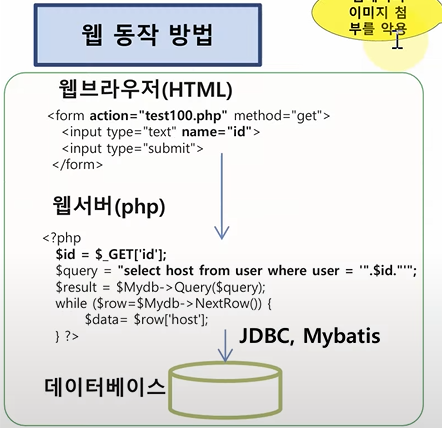 웹 동작 방법
이미지 첨
부를 악용
웹브라우저(HTML)
<form action="test100.php" method="get">
<input type="text" name="id">
<input type="submit">
</form>
웹서버(php)
<?php
$id = $_GET['id'];
$query = "select host from user where user = '".$id."'";
$result = $Mydb->Query($query);
while ($row=$Mydb->NextRow()) {
$data= $row['host'];
} ?>
JDBC, Mybatis
데이터베이스